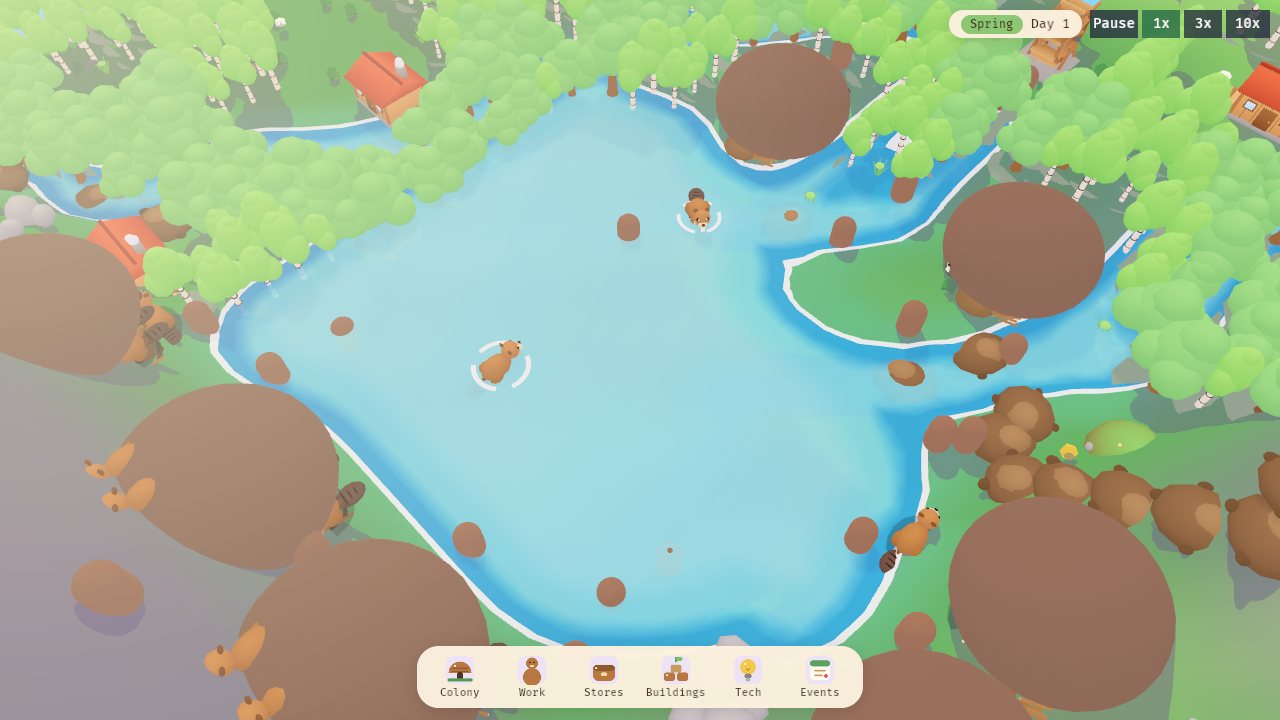 Spring Day 1 Pause 1x 3x 10x
Colony Work Stores Buildings Tech Events